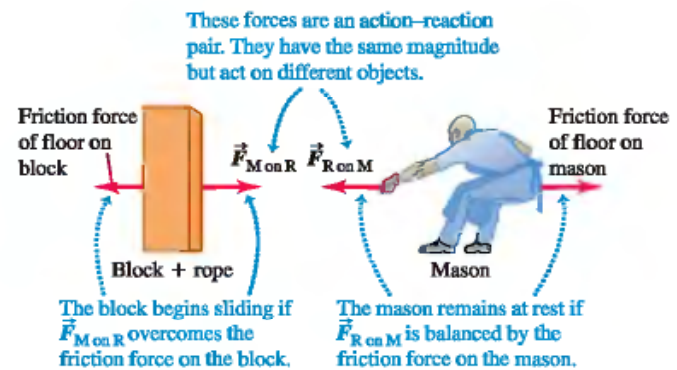 These forces are an action–reaction
pair. They have the same magnitude
but act on different objects.
Friction force
of floor on
block
F⃗ M on R
F⃗ R on M
Friction force
of floor on
mason
Block + rope
Mason
The block begins sliding if
F⃗ M on R overcomes the
friction force on the block.
The mason remains at rest if
F⃗ R on M is balanced by the
friction force on the mason.